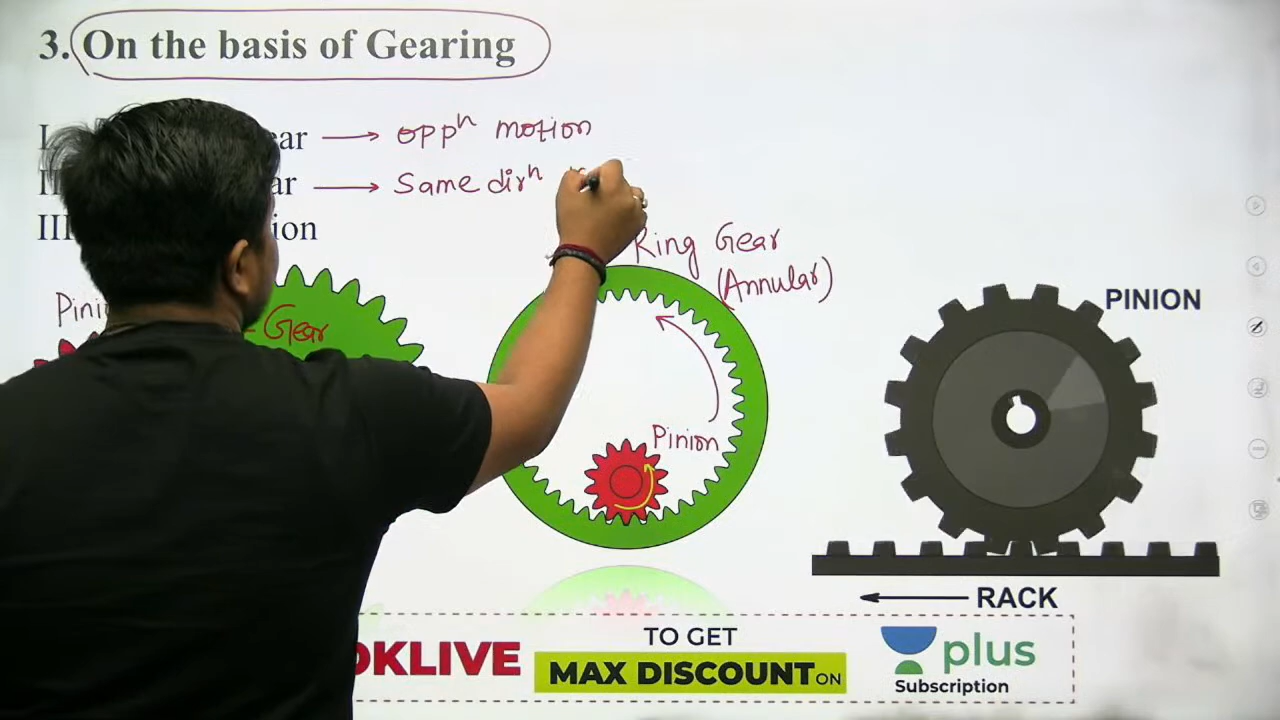 3. On the basis of Gearing
ear → oppⁿ motion
ar → Same dirⁿ
III ion
Ring Gear
(Annular)
Pini
Gear
PINION
Pinion
RACK
OKLIVE
TO GET
MAX DISCOUNT ON
plus
Subscription